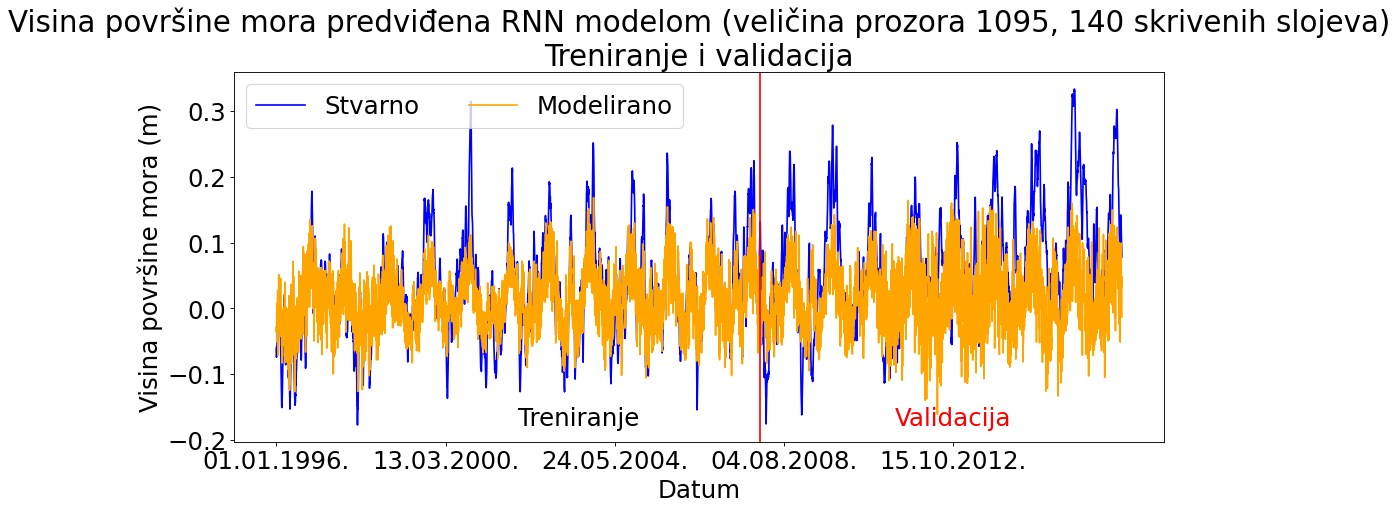 Visina površine mora predviđena RNN modelom (veličina prozora 1095, 140 skrivenih slojeva)
Treniranje i validacija
Stvarno Modelirano
Visina površine mora (m)
0.3
0.2
0.1
0.0
−0.1
−0.2
Treniranje Validacija
01.01.1996. 13.03.2000. 24.05.2004. 04.08.2008. 15.10.2012.
Datum